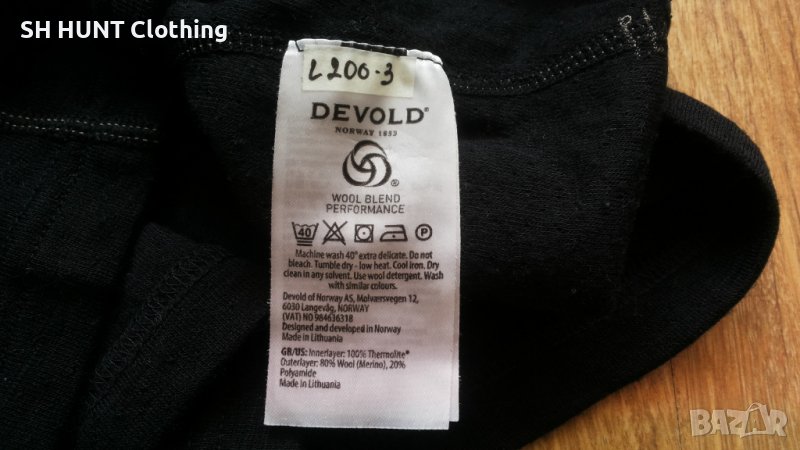 SH HUNT Clothing
L 200-3
DEVOLD®
NORWAY 1853
®
WOOL BLEND
PERFORMANCE
40 P
Machine wash 40° extra delicate. Do not
bleach. Tumble dry - low heat. Cool iron. Dry
clean in any solvent. Use wool detergent. Wash
with similar colours.
Devold of Norway AS, Molværsvegen 12,
6030 Langevåg, NORWAY
(VAT) NO 984636318
Designed and developed in Norway
Made in Lithuania
GB/US: Innerlayer: 100% Thermolite®
Outerlayer: 80% Wool (Merino), 20%
Polyamide
Made in Lithuania
BAZAR